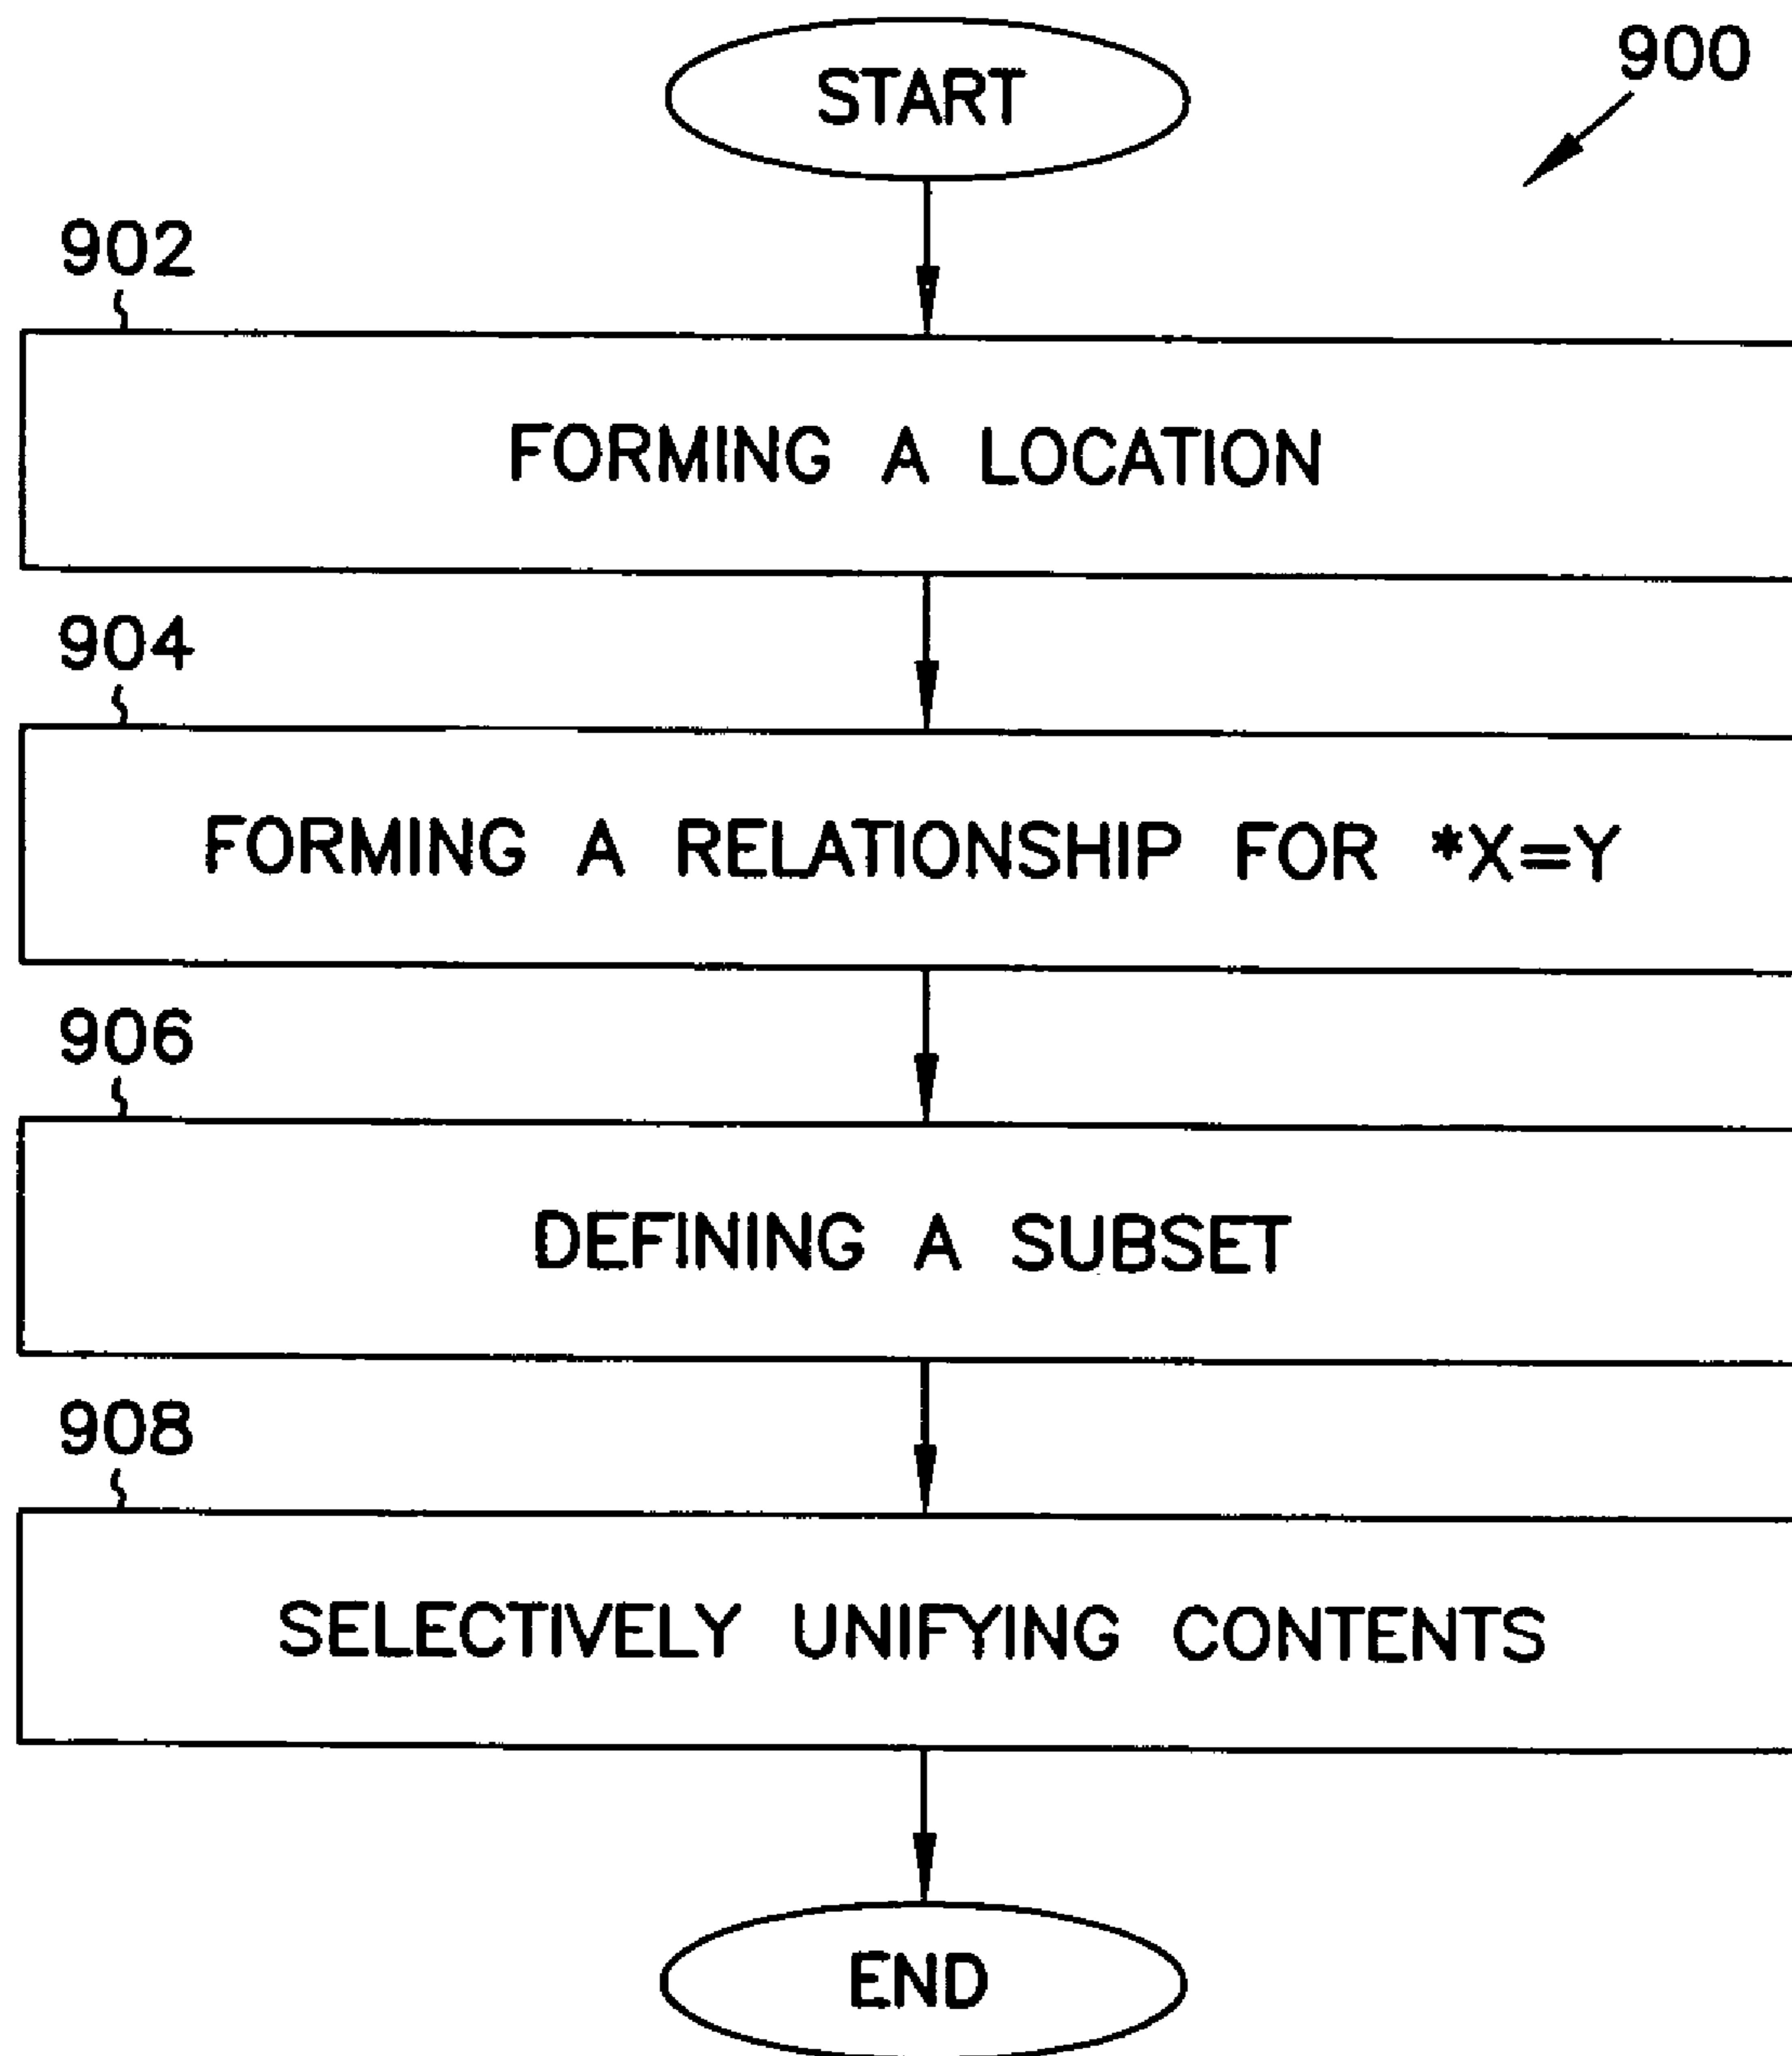 START
900
902
FORMING A LOCATION
904
FORMING A RELATIONSHIP FOR *X=Y
906
DEFINING A SUBSET
908
SELECTIVELY UNIFYING CONTENTS
END